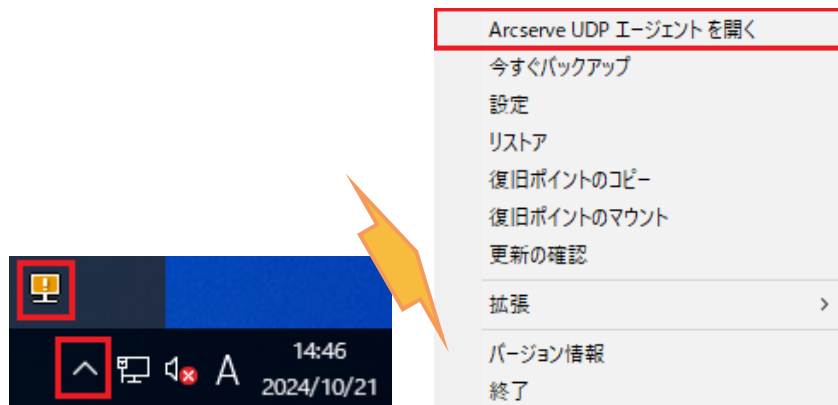 Arcserve UDP エージェント を開く
今すぐバックアップ
設定
リストア
復旧ポイントのコピー
復旧ポイントのマウント
更新の確認
拡張
バージョン情報
終了
A
14:46
2024/10/21